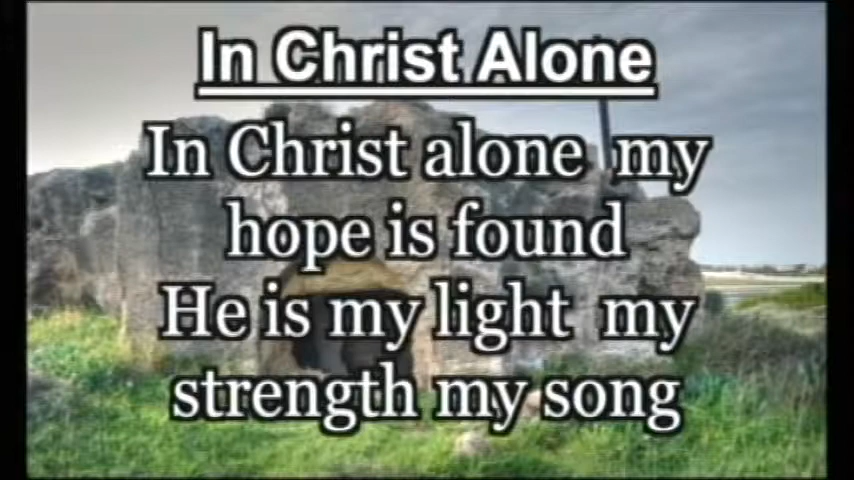 In Christ Alone
In Christ alone my
hope is found
He is my light my
strength my song